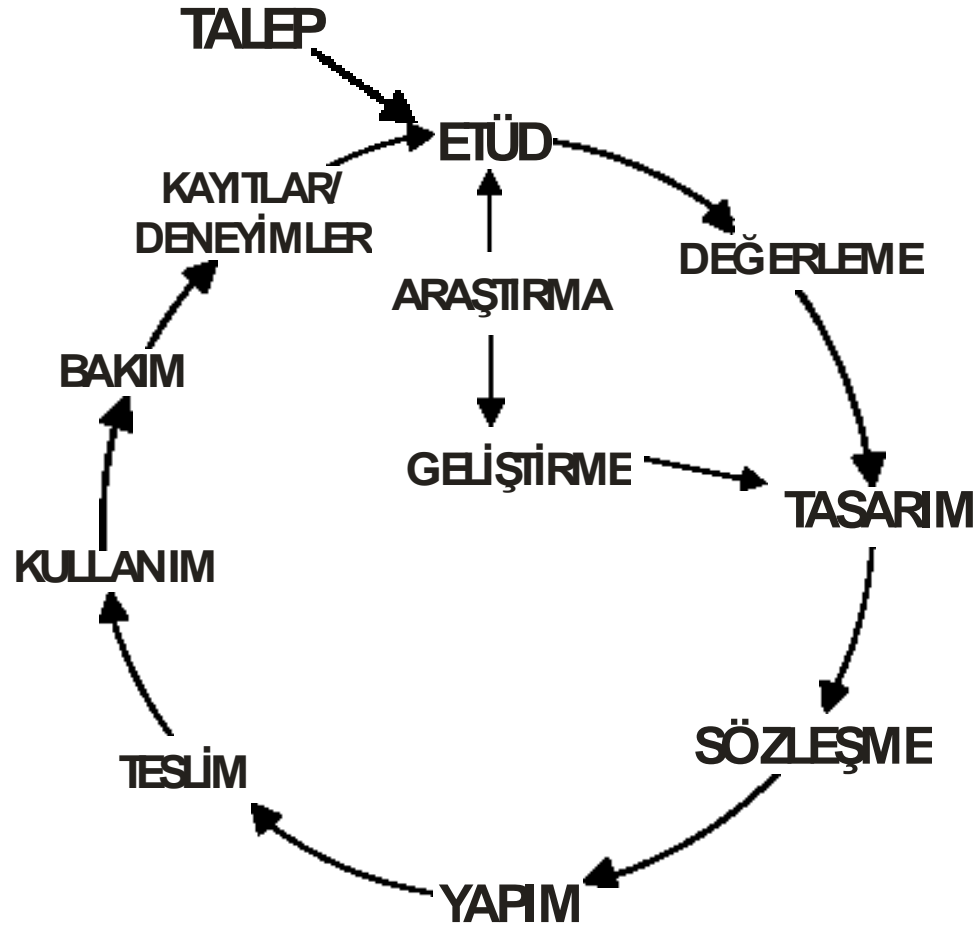 TALEP
ETÜD
KAYITLAR/
DENEYİMLER
DEĞERLEME
ARAŞTIRMA
BAKIM
GELİŞTİRME
TASARIM
KULLANIM
SÖZLEŞME
TESLİM
YAPIM